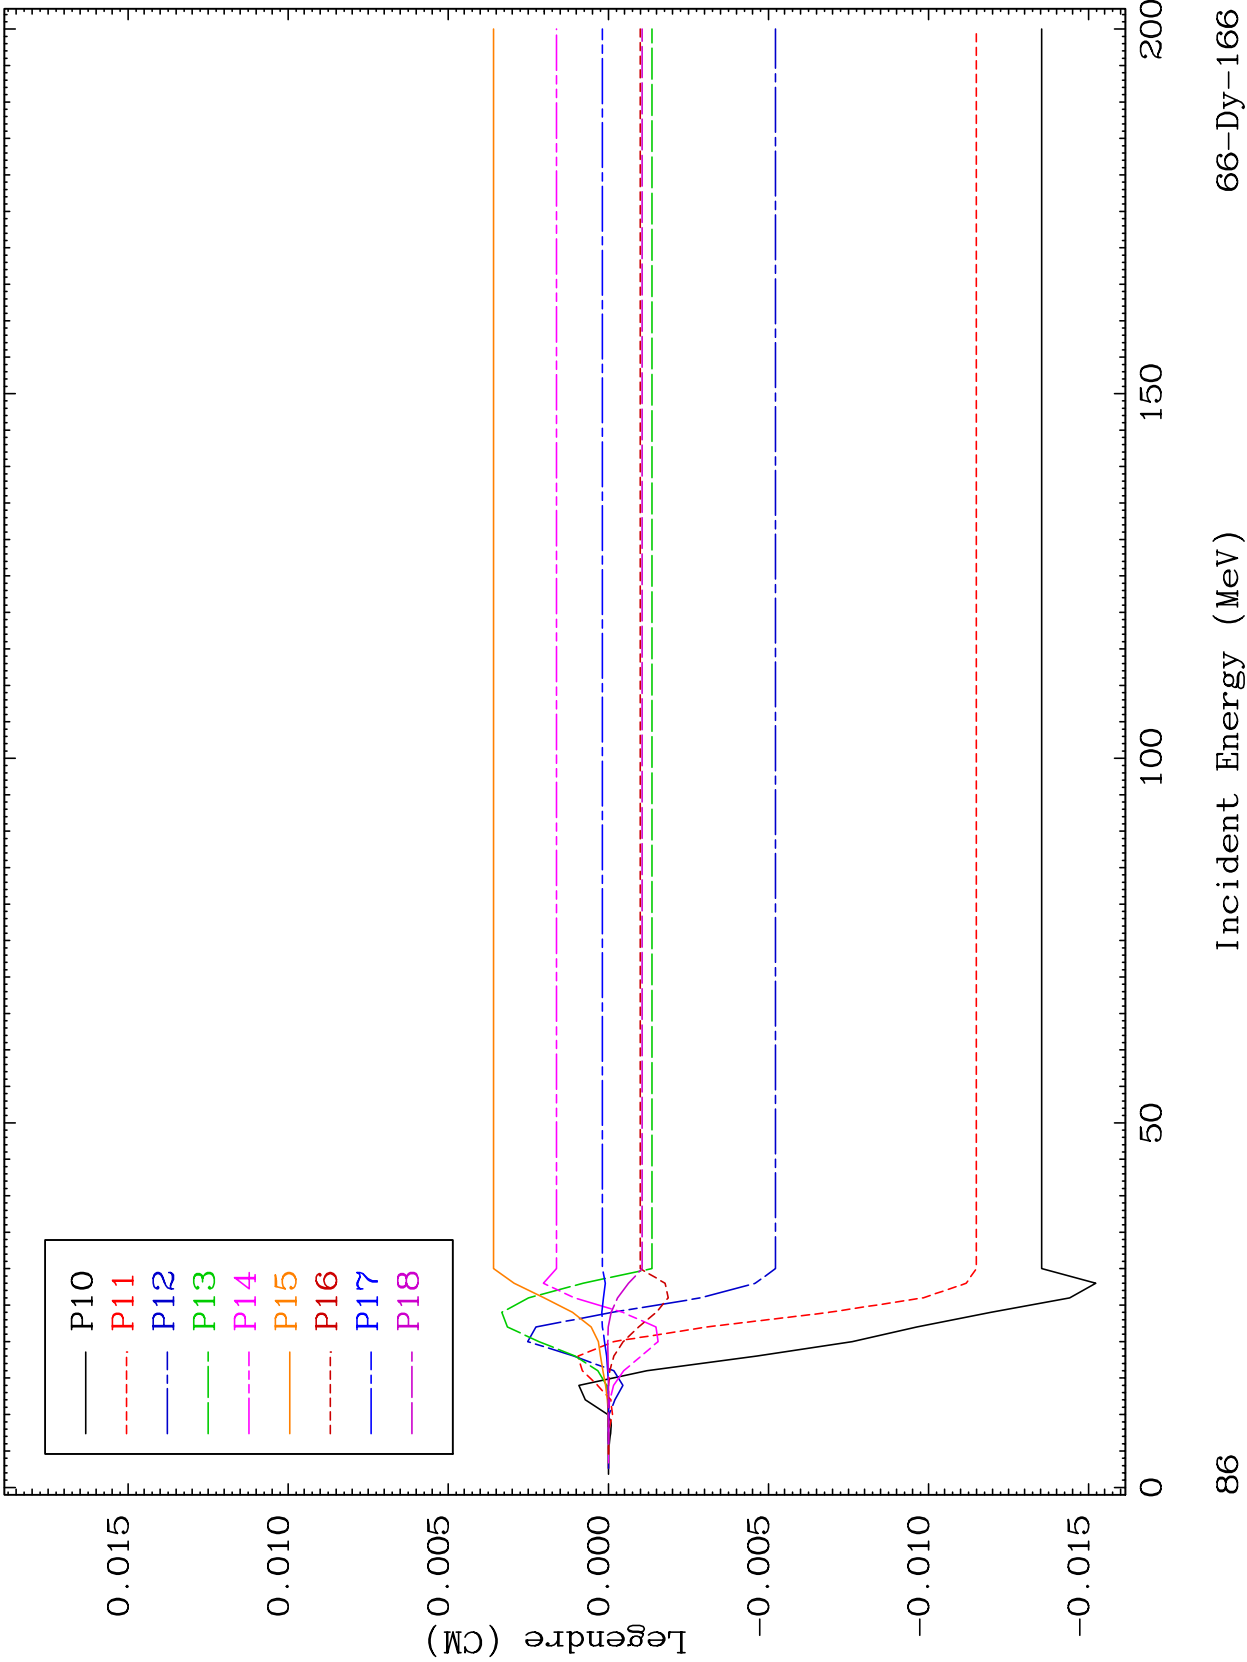 P10
P11
P12
P13
P14
P15
P16
P17
P18
0.015
0.010
0.005
0.000
-0.005
-0.010
-0.015
Legendre (CM)
0 50 100 150 200
Incident Energy (MeV)
86
66-Dy-166